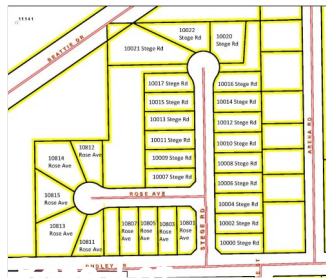 11141
BEATTIE DR
10022
Stege Rd
10020
Stege Rd
10021 Stege Rd
10017 Stege Rd
10016 Stege Rd
10015 Stege Rd
10014 Stege Rd
10013 Stege Rd
10012 Stege Rd
10011 Stege Rd
10010 Stege Rd
10009 Stege Rd
10008 Stege Rd
10007 Stege Rd
10006 Stege Rd
10004 Stege Rd
10002 Stege Rd
10000 Stege Rd
ARENA RD
10812
Rose Ave
10814
Rose Ave
10815
Rose Ave
10813
Rose Ave
10811
Rose Ave
ROSE AVE
10807
Rose
Ave
10805
Rose
Ave
10803
Rose
Ave
10801
Rose
Ave
STEGE RD